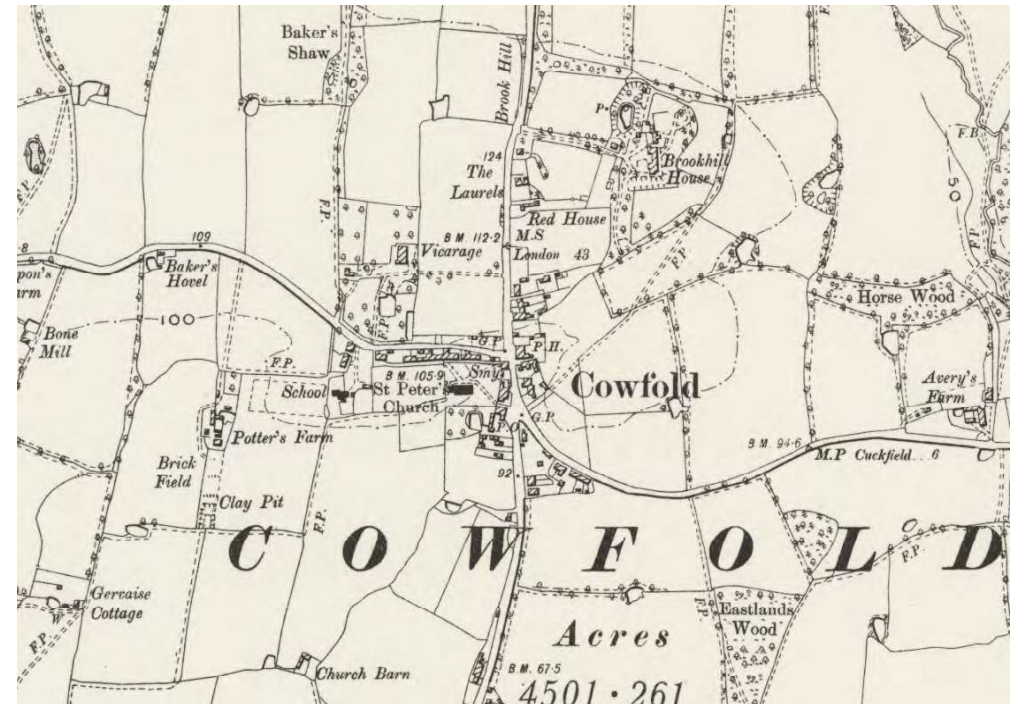 Baker's
Shaw
Brook Hill
F.
P.
F.B.
F.P.
124
The
Laurels
Brookhill
House
50
F.P.
F.P.
Red House
M.S
London 43
B.M. 112·2
Vicarage
109
Baker's
Hovel
F.P.
F.P.
Horse Wood
100
Bone
Mill
G.P.
P.H.
F.P.
B.M. 105·9
Smy.
School
St Peter's
Church
Cowfold
Avery's
Farm
P.O.
G.P.
Potter's Farm
B.M. 94·6
M.P Cuckfield...6
Brick
Field
92
Clay Pit
F.P.
COWFOLD
F.P.
Gervaise
Cottage
W
F.P.
F.P.
Eastlands
Wood
Acres
Church Barn
B.M. 67·5
4501·261